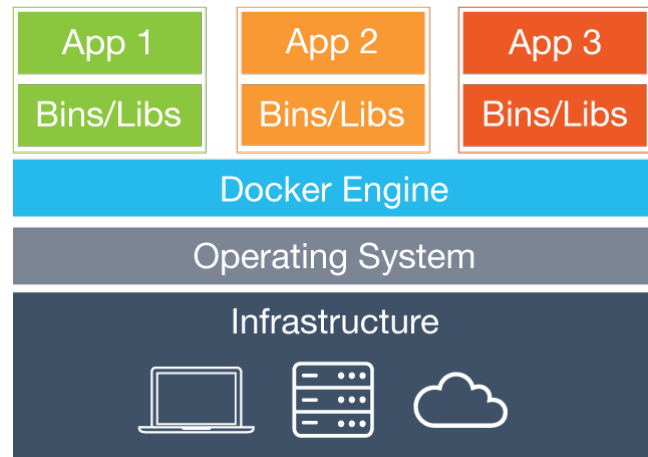 App 1
App 2
App 3
Bins/Libs
Bins/Libs
Bins/Libs
Docker Engine
Operating System
Infrastructure